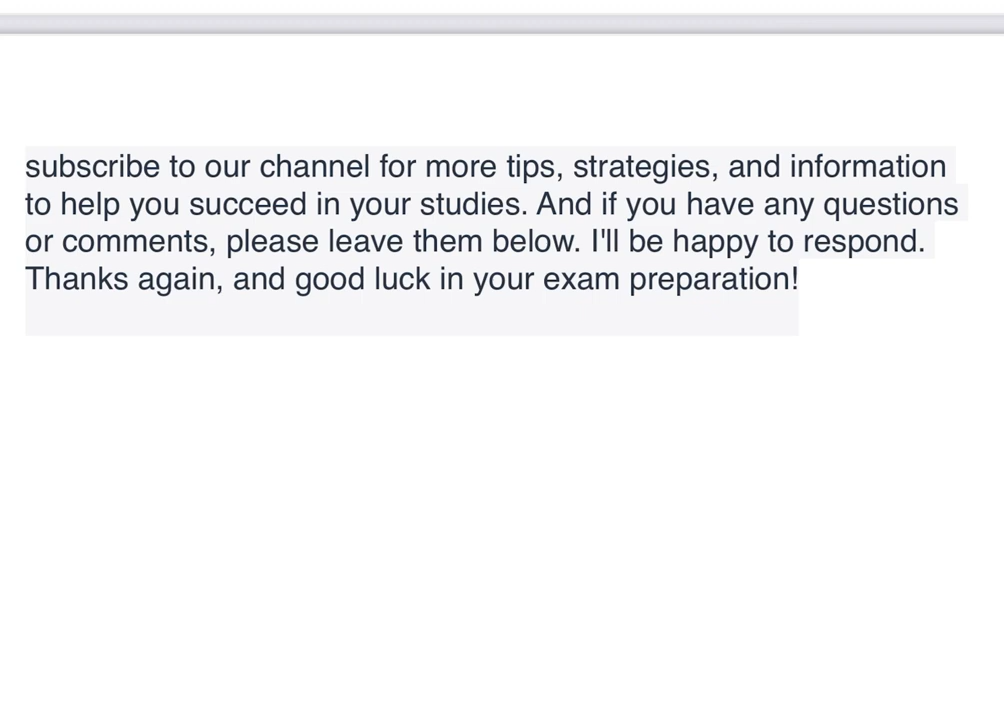 subscribe to our channel for more tips, strategies, and information
to help you succeed in your studies. And if you have any questions
or comments, please leave them below. I'll be happy to respond.
Thanks again, and good luck in your exam preparation!